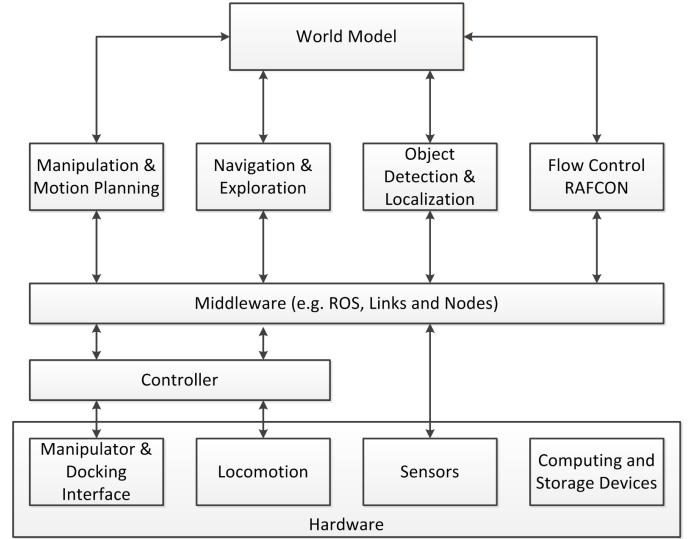 World Model
Manipulation &
Motion Planning
Navigation &
Exploration
Object
Detection &
Localization
Flow Control
RAFCON
Middleware (e.g. ROS, Links and Nodes)
Controller
Manipulator &
Docking
Interface
Locomotion
Sensors
Computing and
Storage Devices
Hardware